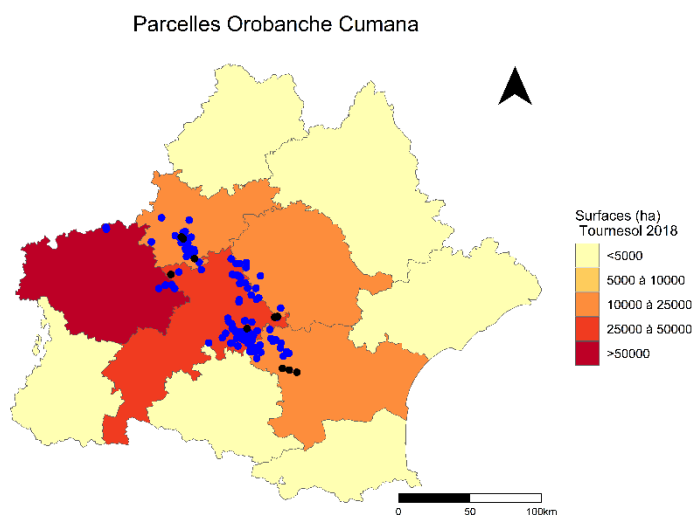 Parcelles Orobanche Cumana
Surfaces (ha)
Tournesol 2018
<5000
5000 à 10000
10000 à 25000
25000 à 50000
>50000
0 50 100km